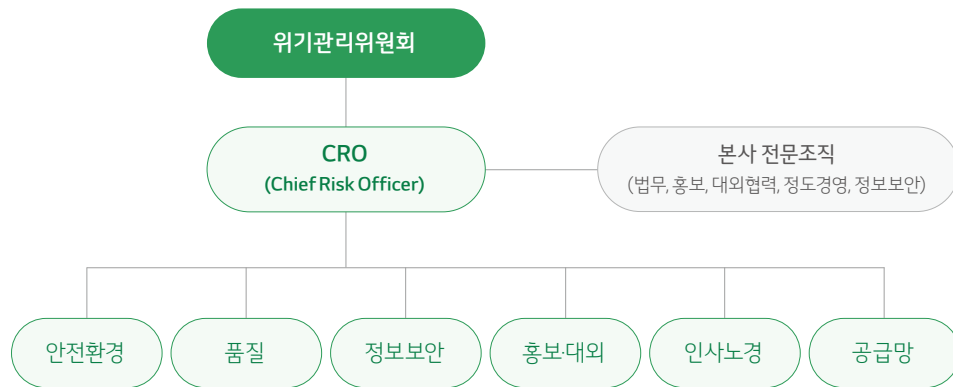 위기관리위원회
CRO
(Chief Risk Officer)
본사 전문조직
(법무, 홍보, 대외협력, 정도경영, 정보보안)
안전환경
품질
정보보안
홍보·대외
인사노경
공급망